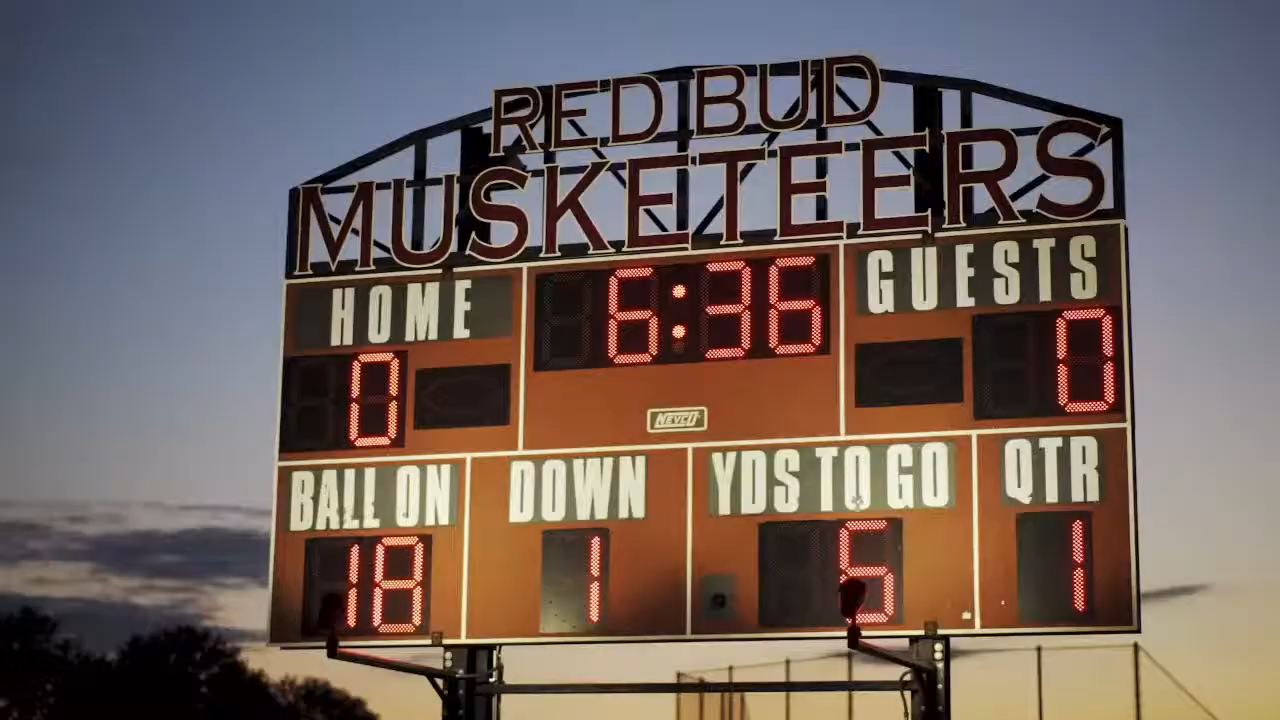 RED BUD
MUSKETEERS
HOME 6:36 GUESTS
0 0
NEVCO
BALL ON DOWN YDS TO GO QTR
18 1 5 1